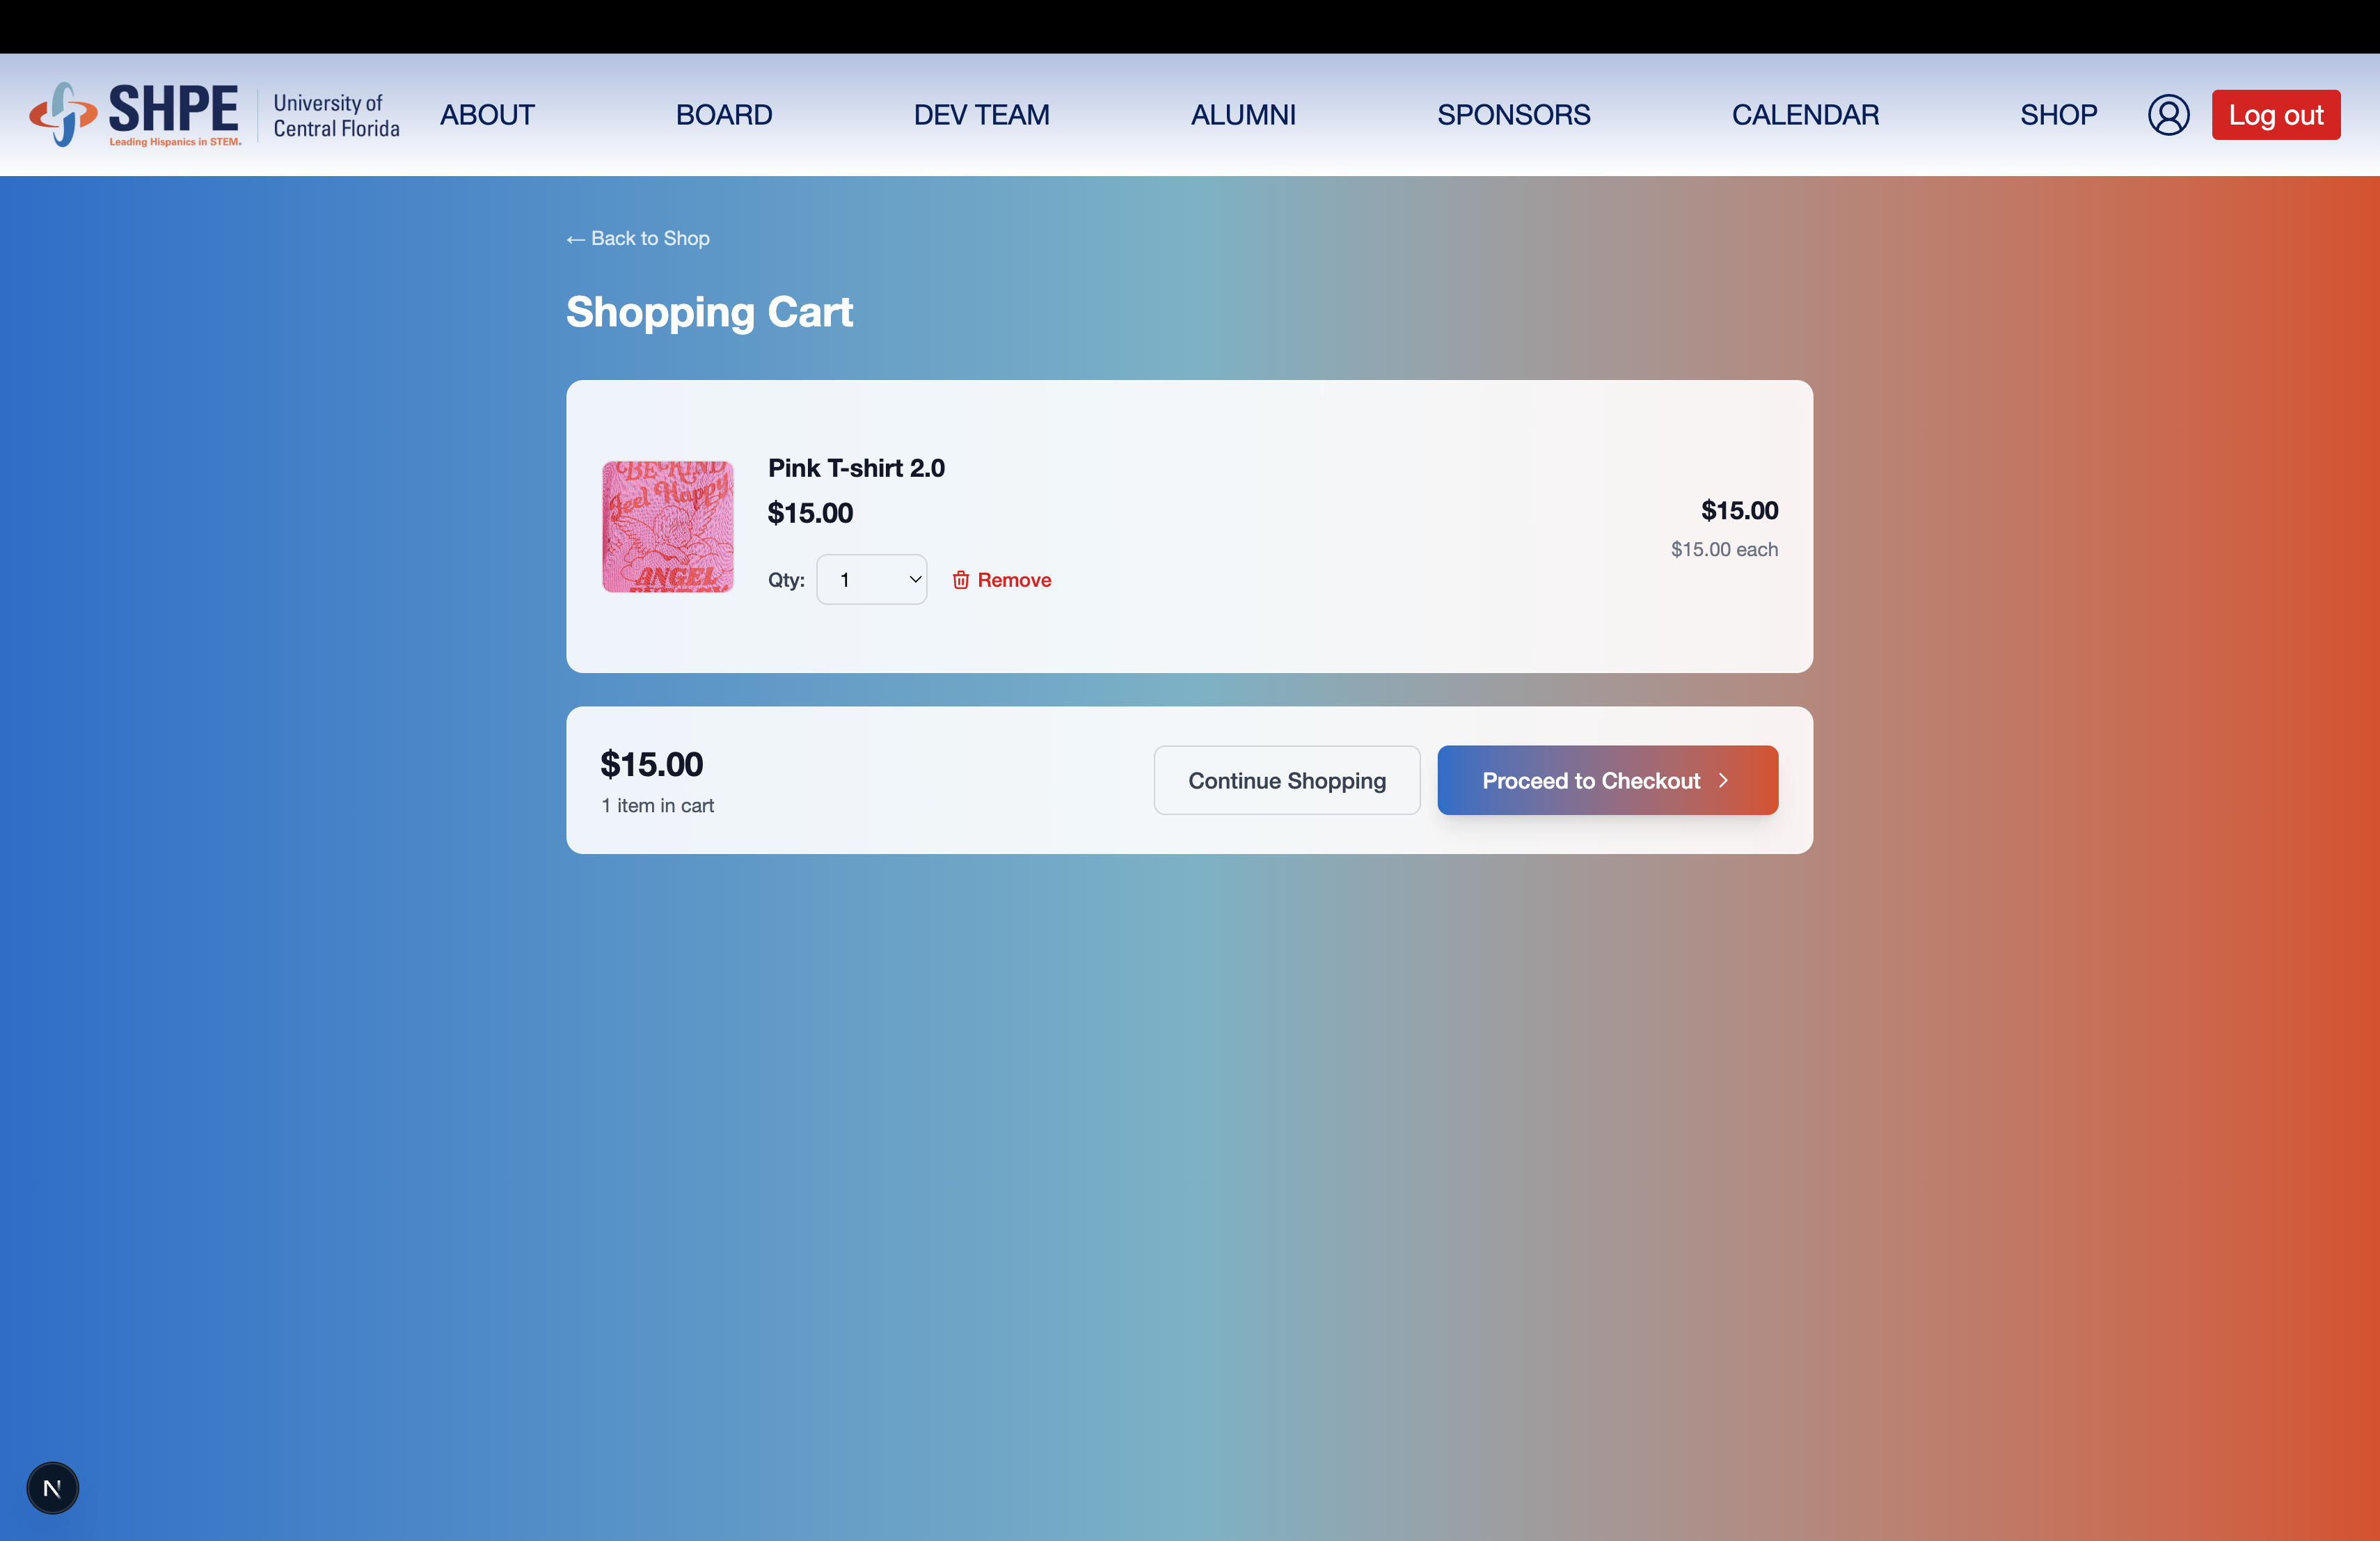 SHPE
Leading Hispanics in STEM.
University of
Central Florida
ABOUT
BOARD
DEV TEAM
ALUMNI
SPONSORS
CALENDAR
SHOP
Log out
← Back to Shop
Shopping Cart
BE KIND
Feel Happy
ANGEL
Pink T-shirt 2.0
$15.00
Qty: 1
Remove
$15.00
$15.00 each
$15.00
1 item in cart
Continue Shopping
Proceed to Checkout
N